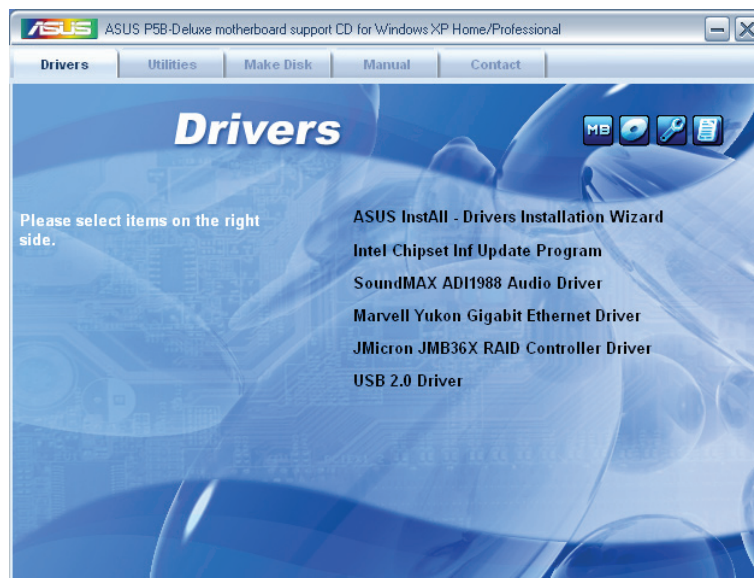 ASUS ASUS P5B-Deluxe motherboard support CD for Windows XP Home/Professional
Drivers Utilities Make Disk Manual Contact
Drivers
MB
Please select items on the right
side.
ASUS InstAll - Drivers Installation Wizard
Intel Chipset Inf Update Program
SoundMAX ADI1988 Audio Driver
Marvell Yukon Gigabit Ethernet Driver
JMicron JMB36X RAID Controller Driver
USB 2.0 Driver